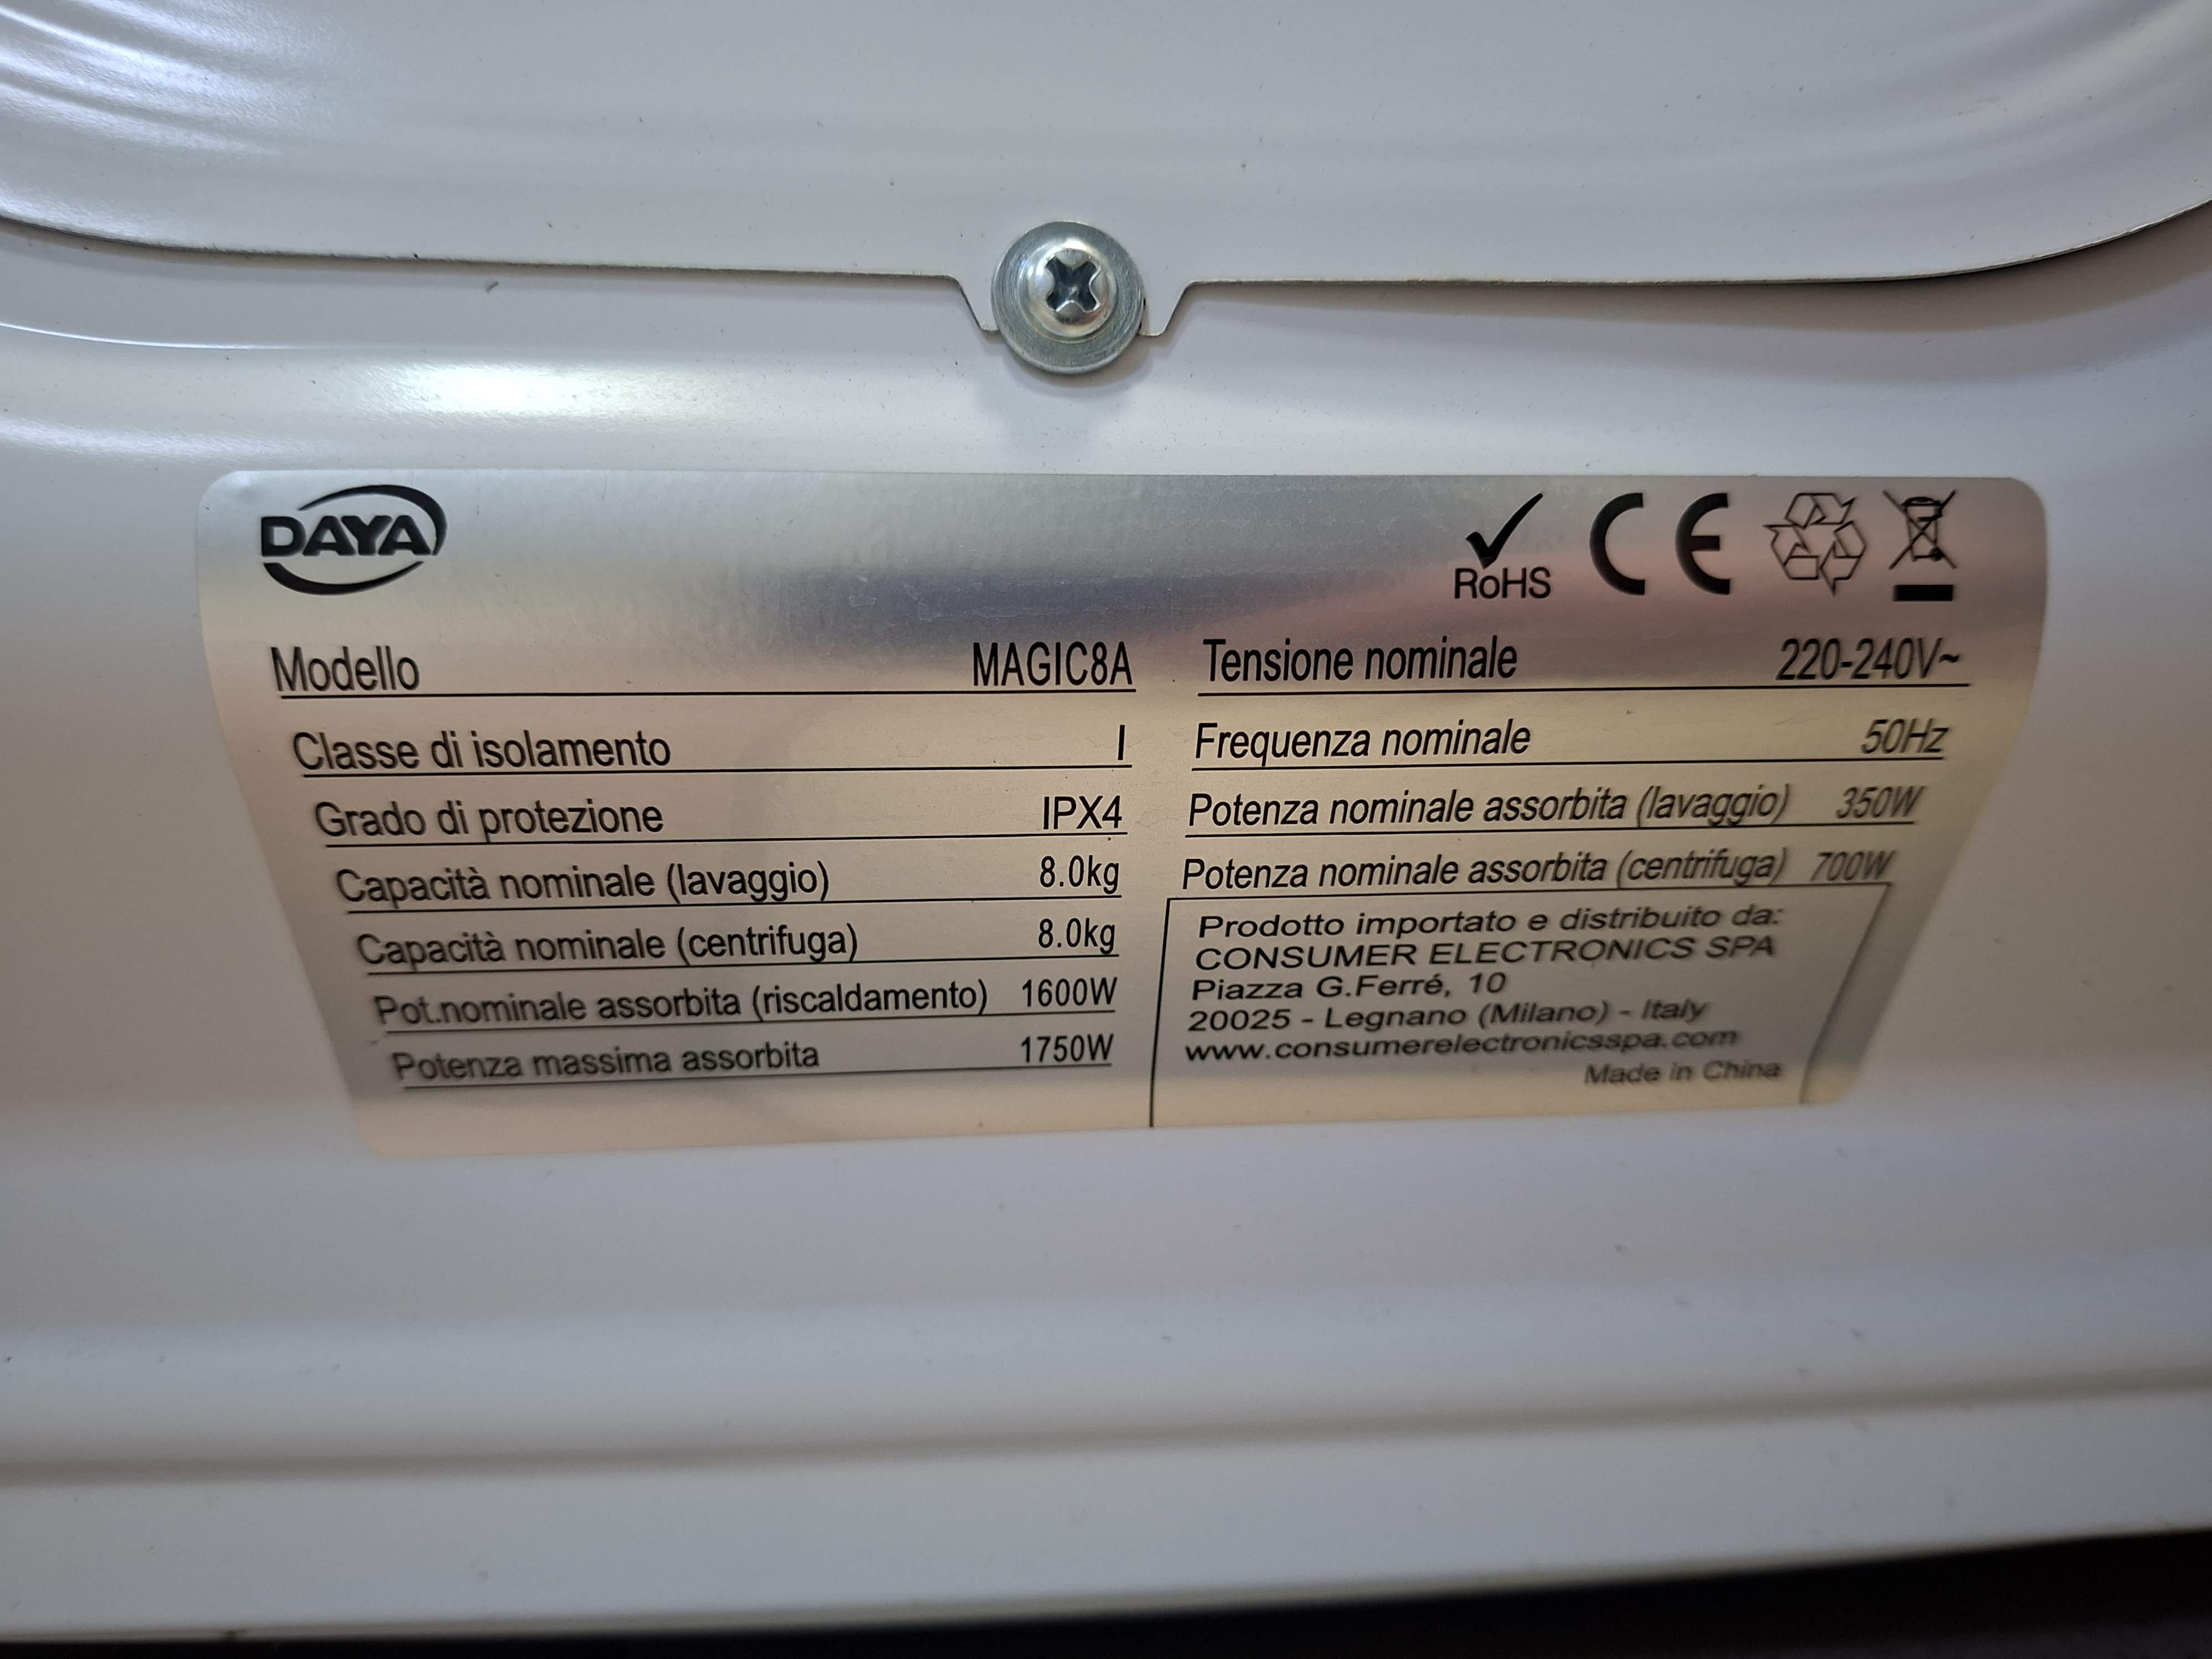 DAYA
RoHS CE
Modello MAGIC8A
Classe di isolamento I
Grado di protezione IPX4
Capacità nominale (lavaggio) 8.0kg
Capacità nominale (centrifuga) 8.0kg
Pot.nominale assorbita (riscaldamento) 1600W
Potenza massima assorbita 1750W
Tensione nominale 220-240V~
Frequenza nominale 50Hz
Potenza nominale assorbita (lavaggio) 350W
Potenza nominale assorbita (centrifuga) 700W
Prodotto importato e distribuito da:
CONSUMER ELECTRONICS SPA
Piazza G.Ferré, 10
20025 - Legnano (Milano) - Italy
www.consumerelectronicsspa.com
Made in China